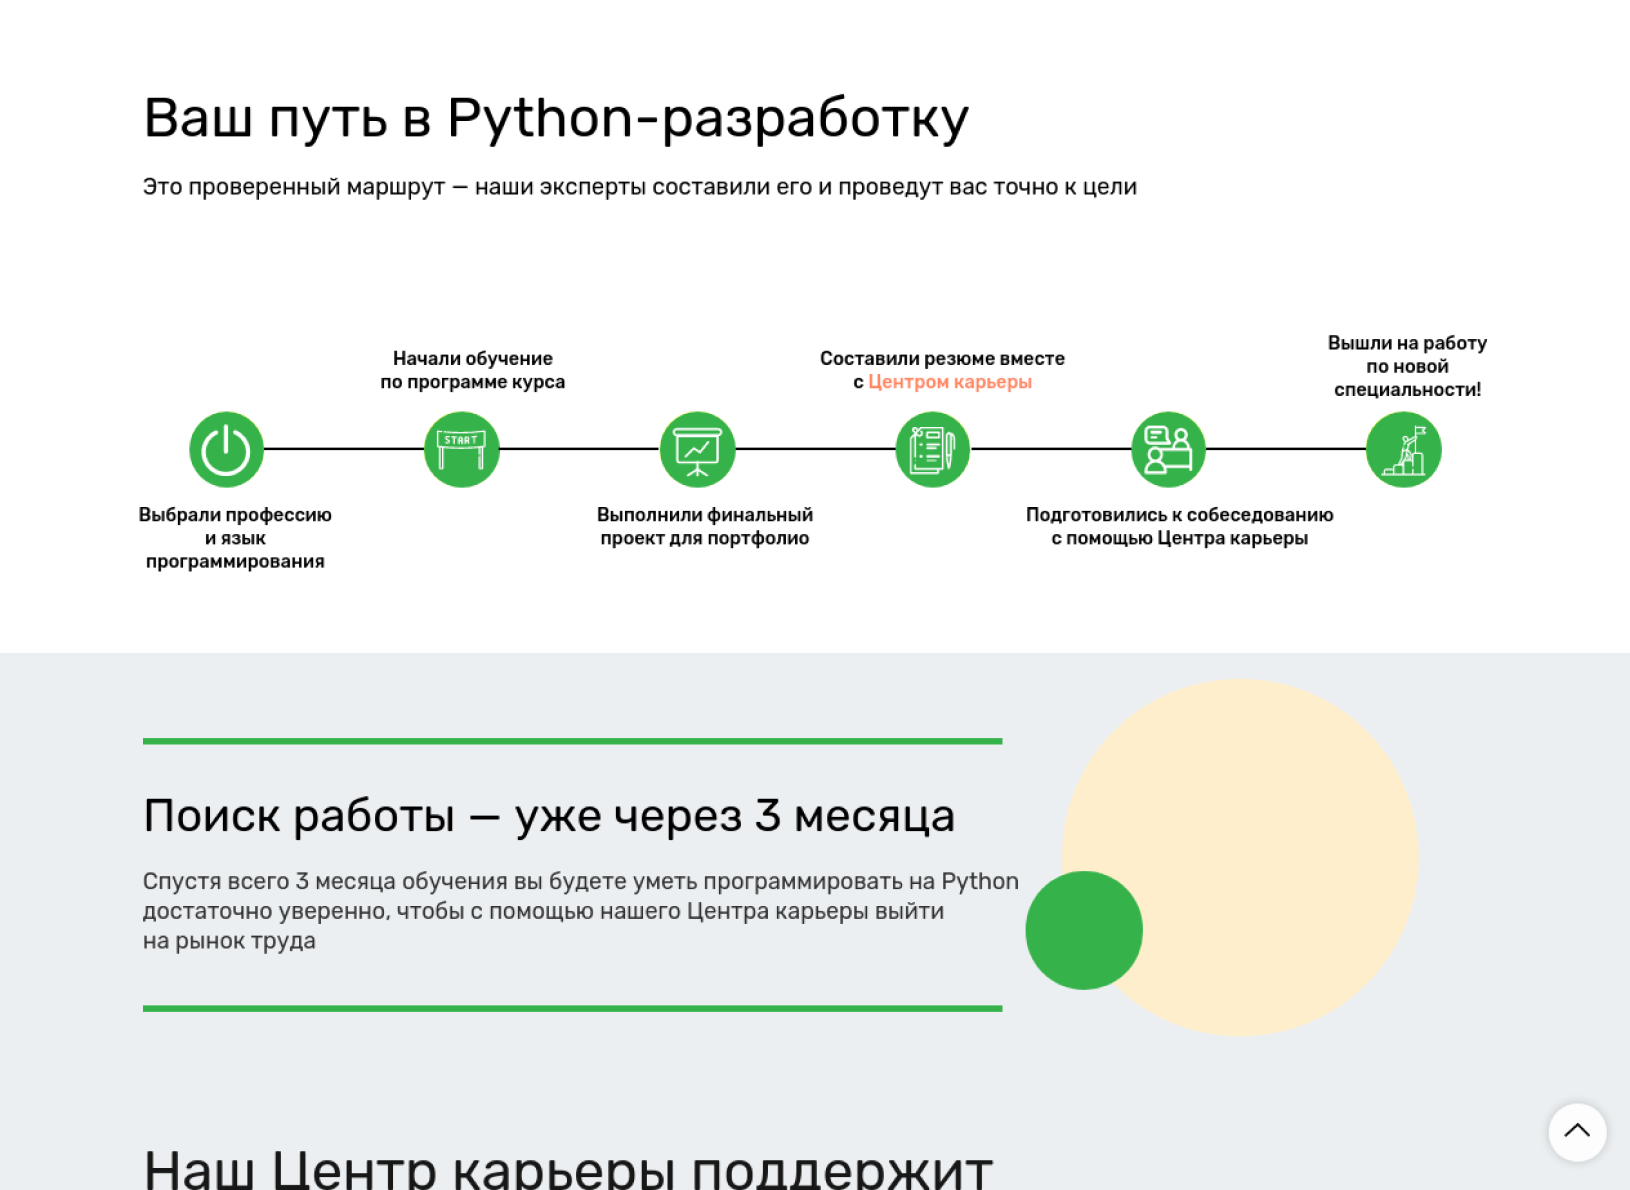 Ваш путь в Python-разработку
Это проверенный маршрут — наши эксперты составили его и проведут вас точно к цели
Выбрали профессию
и язык
программирования
Начали обучение
по программе курса
START
Выполнили финальный
проект для портфолио
Составили резюме вместе
с Центром карьеры
Подготовились к собеседованию
с помощью Центра карьеры
Вышли на работу
по новой
специальности!
Поиск работы — уже через 3 месяца
Спустя всего 3 месяца обучения вы будете уметь программировать на Python
достаточно уверенно, чтобы с помощью нашего Центра карьеры выйти
на рынок труда
Наш Центр карьеры поддержит